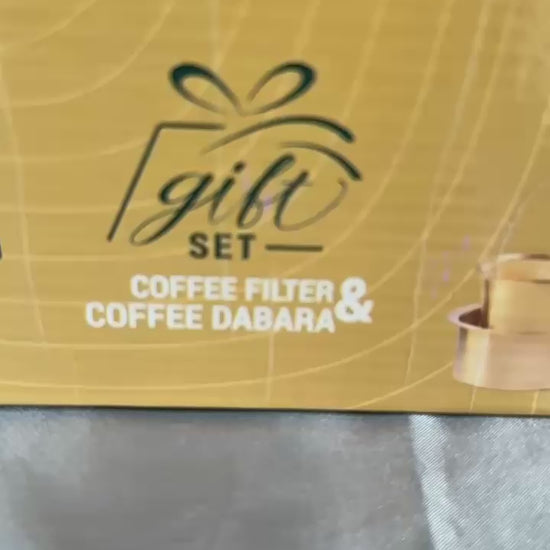 gift
SET
COFFEE FILTER &
COFFEE DABARA